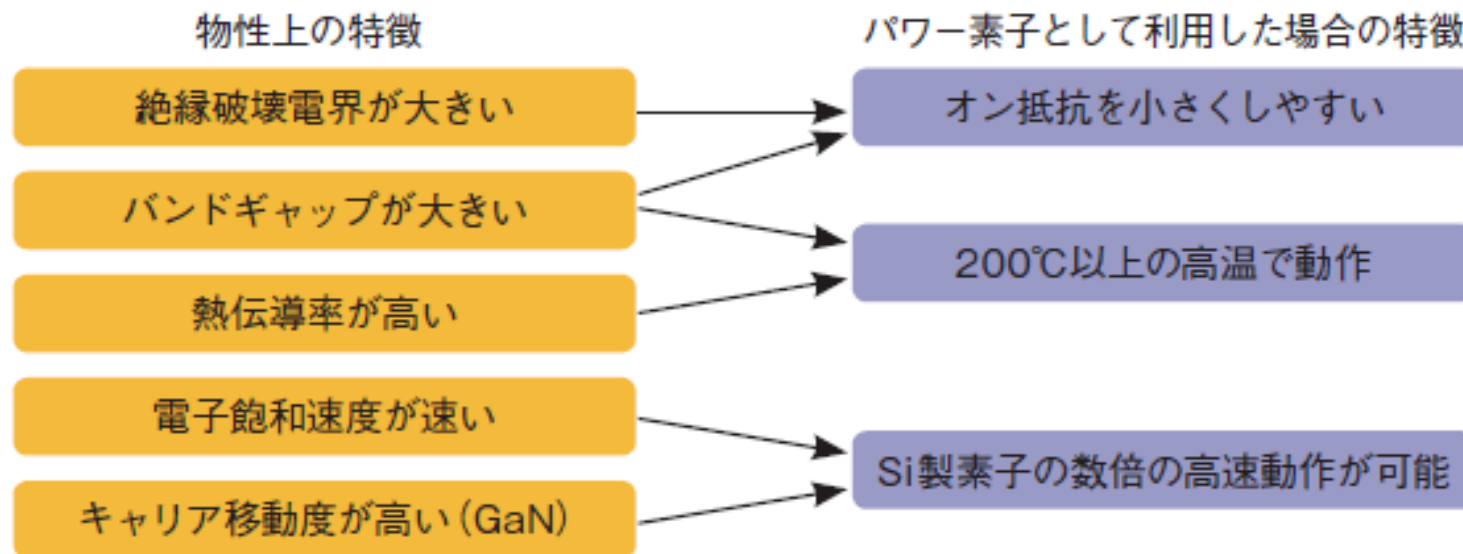 物性上の特徴
絶縁破壊電界が大きい
バンドギャップが大きい
熱伝導率が高い
電子飽和速度が速い
キャリア移動度が高い(GaN)
パワー素子として利用した場合の特徴
オン抵抗を小さくしやすい
200℃以上の高温で動作
Si製素子の数倍の高速動作が可能